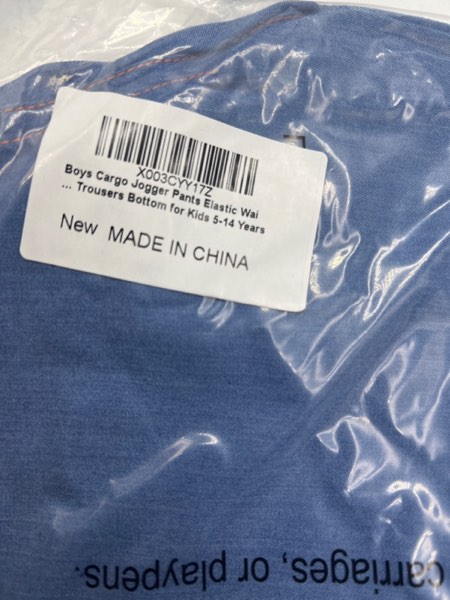 X003CYY17Z
Boys Cargo Jogger Pants Elastic Wai
... Trousers Bottom for Kids 5-14 Years
New MADE IN CHINA
carriages, or playpens.